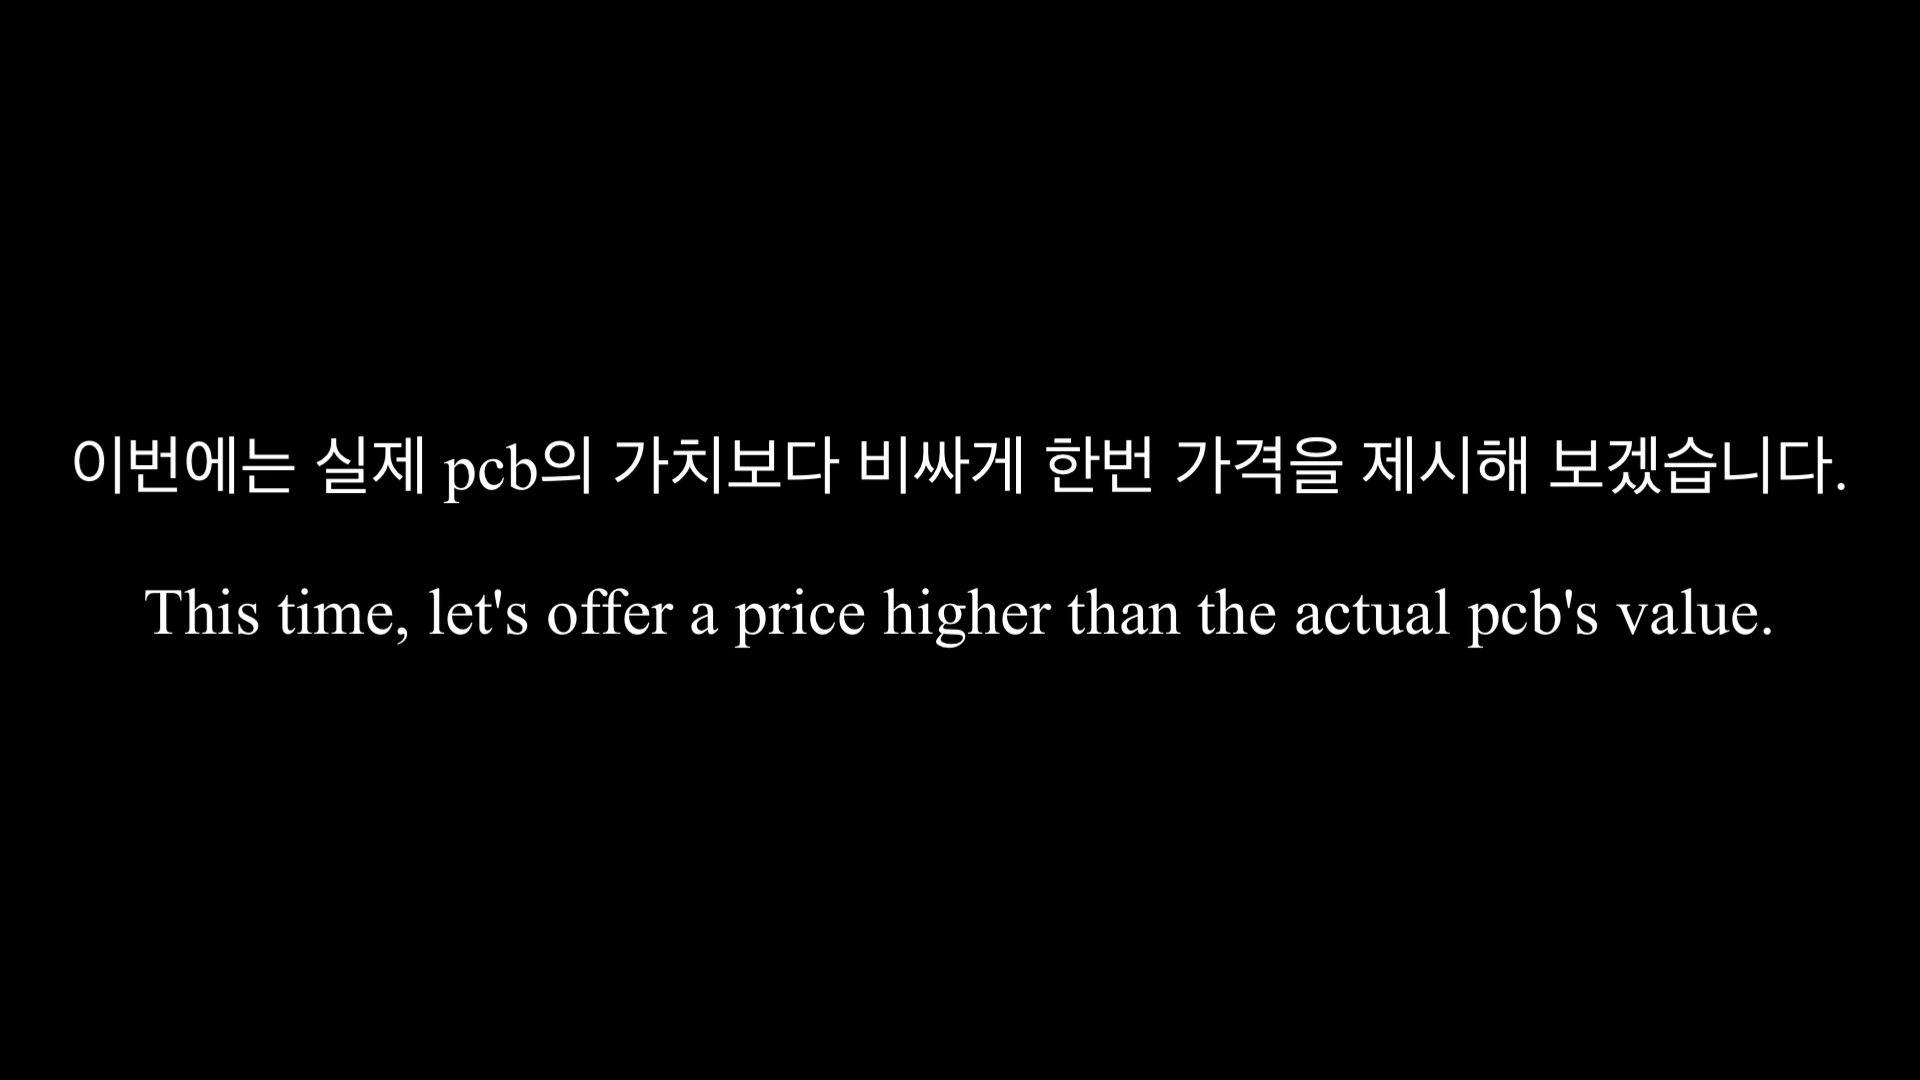 이번에는 실제 pcb의 가치보다 비싸게 한번 가격을 제시해 보겠습니다.
This time, let's offer a price higher than the actual pcb's value.